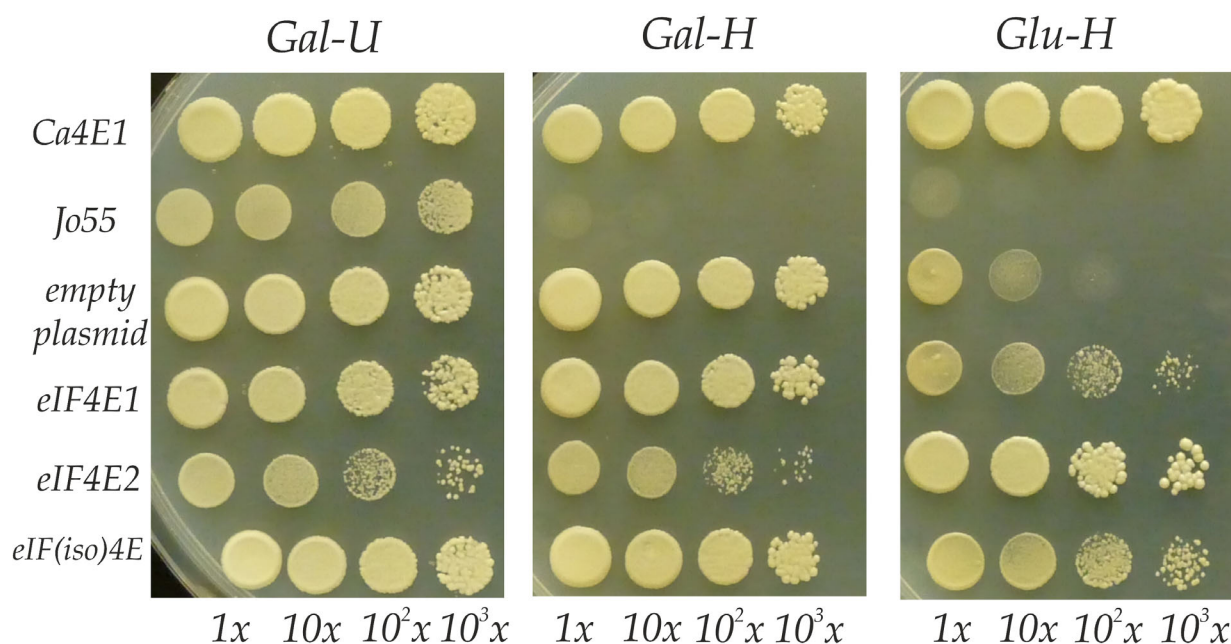 Gal-U Gal-H Glu-H
Ca4E1
Jo55
empty
plasmid
eIF4E1
eIF4E2
eIF(iso)4E
1x 10x 10²x 10³x 1x 10x 10²x 10³x 1x 10x 10²x 10³x